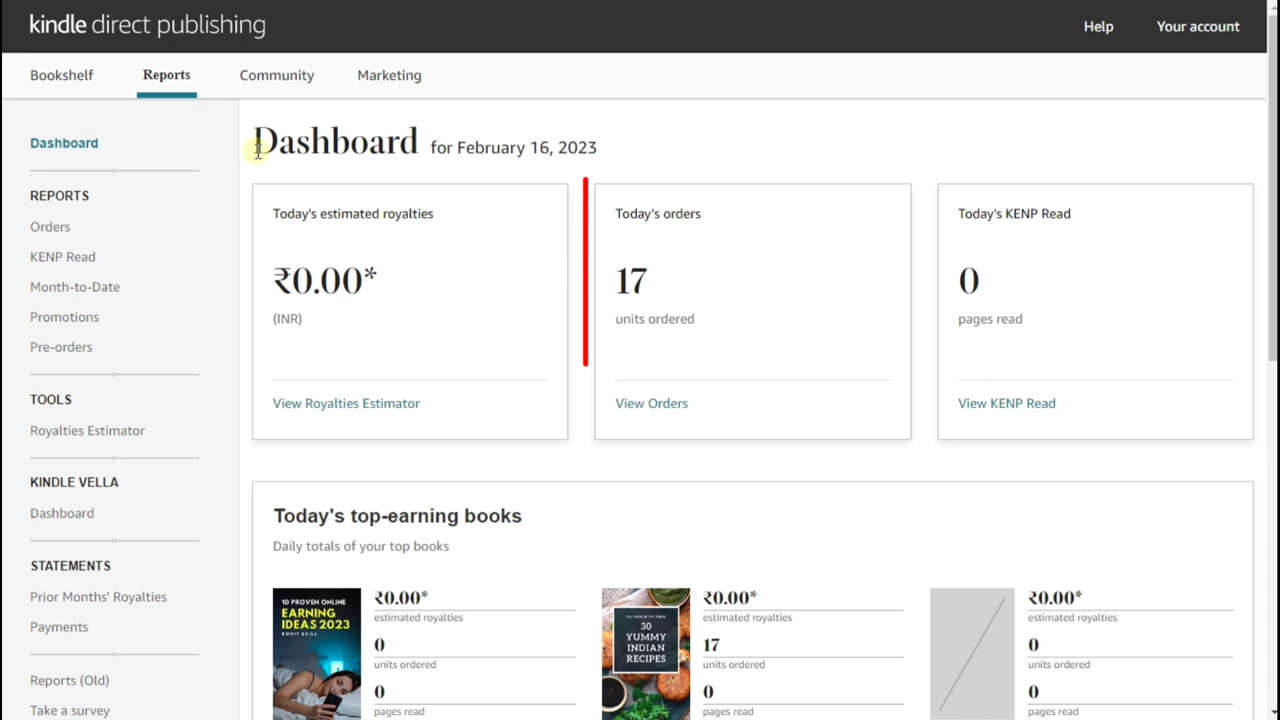 kindle direct publishing
Help
Your account
Bookshelf
Reports
Community
Marketing
Dashboard
REPORTS
Orders
KENP Read
Month-to-Date
Promotions
Pre-orders
TOOLS
Royalties Estimator
KINDLE VELLA
Dashboard
STATEMENTS
Prior Months' Royalties
Payments
Reports (Old)
Take a survey
Dashboard for February 16, 2023
Today's estimated royalties
₹0.00*
(INR)
View Royalties Estimator
Today's orders
17
units ordered
View Orders
Today's KENP Read
0
pages read
View KENP Read
Today's top-earning books
Daily totals of your top books
10 PROVEN ONLINE
EARNING
IDEAS 2023
₹0.00*
estimated royalties
0
units ordered
0
pages read
30
YUMMY
INDIAN
RECIPES
₹0.00*
estimated royalties
17
units ordered
0
pages read
₹0.00*
estimated royalties
0
units ordered
0
pages read